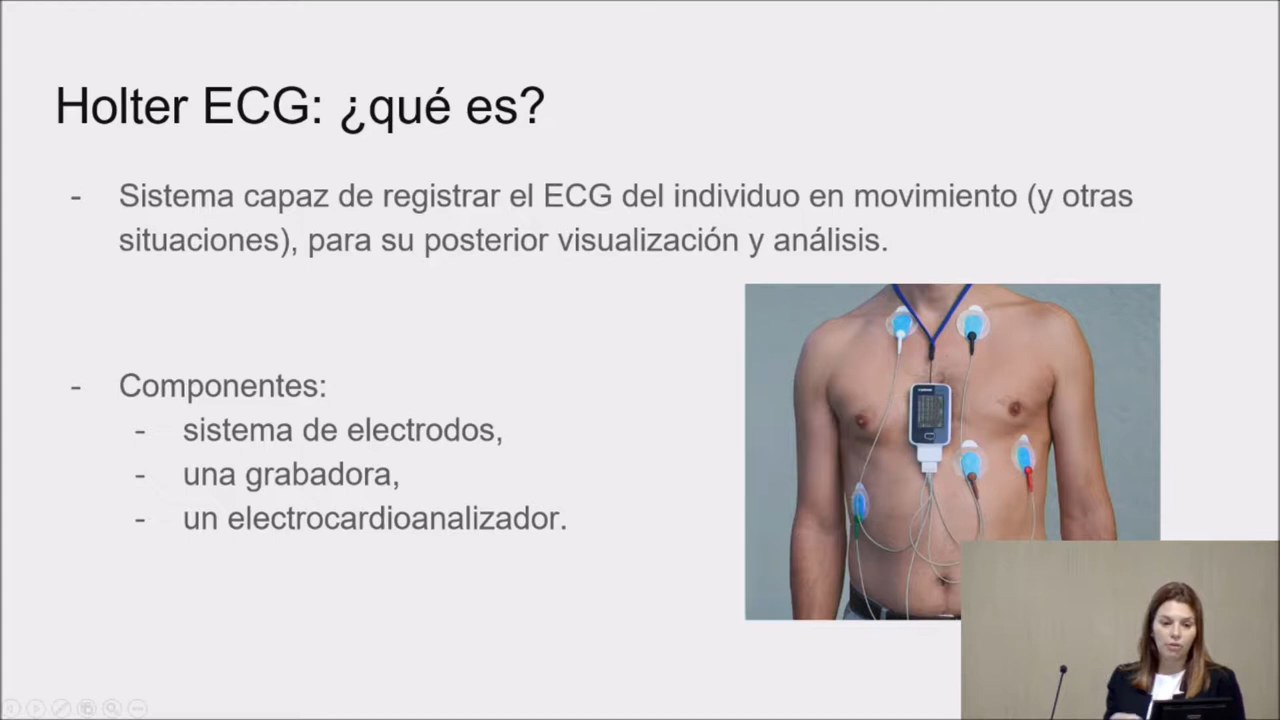 Holter ECG: ¿qué es?
- Sistema capaz de registrar el ECG del individuo en movimiento (y otras
situaciones), para su posterior visualización y análisis.
- Componentes:
- sistema de electrodos,
- una grabadora,
- un electrocardioanalizador.